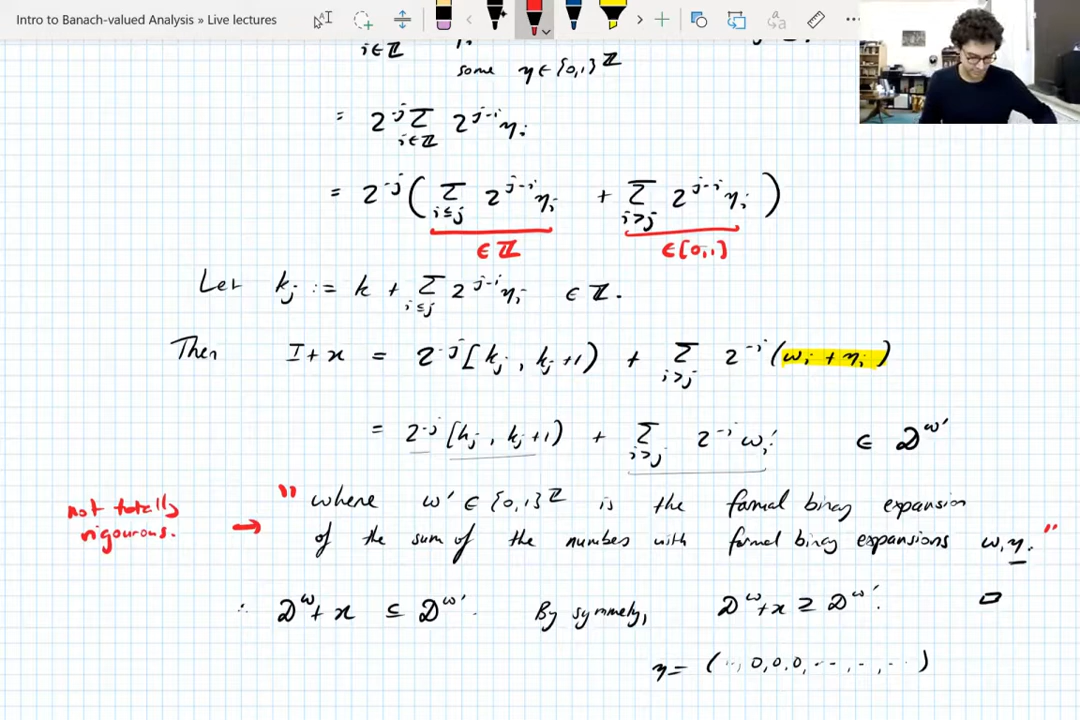 Intro to Banach-valued Analysis » Live lectures
i∈ℤ
some η ∈ {0,1}^ℤ
= 2^{-j} Σ_{i∈ℤ} 2^{j-i} η_i
= 2^{-j} ( Σ_{i≤j} 2^{j-i} η_i + Σ_{i>j} 2^{j-i} η_i )
∈ ℤ ∈ [0,1)
Let k_j := k + Σ_{i≤j} 2^{j-i} η_i ∈ ℤ.
Then I + x = 2^{-j} [k_j, k_j+1) + Σ_{i>j} 2^{-i} (ω_i + η_i)
= 2^{-j} [k_j, k_j+1) + Σ_{i>j} 2^{-i} ω_i' ∈ 𝒟^{ω'}
not totally rigourous. → " where ω' ∈ {0,1}^ℤ is the formal binary expansion
of the sum of the numbers with formal binary expansions ω, η. "
∴ 𝒟^ω + x ⊆ 𝒟^{ω'}. By symmetry, 𝒟^ω + x ⊇ 𝒟^{ω'}. □
η = ( .., 0, 0, 0, ..., .., ... )